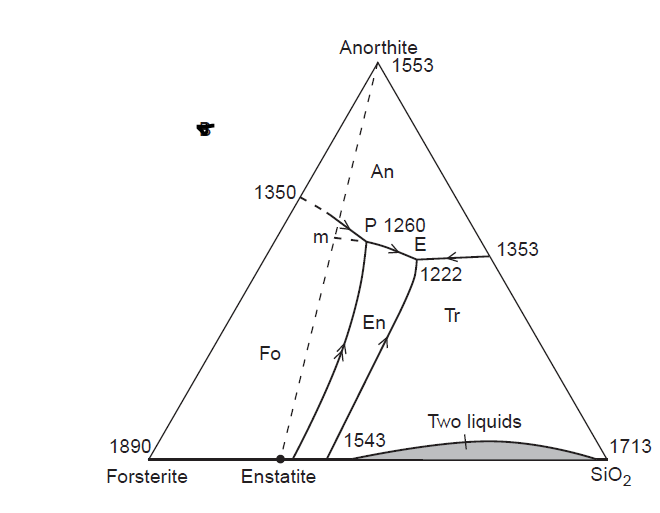 Anorthite
1553
An
1350
P 1260
m
E
1353
1222
En
Tr
Fo
Two liquids
1890
1543
1713
Forsterite
Enstatite
SiO₂